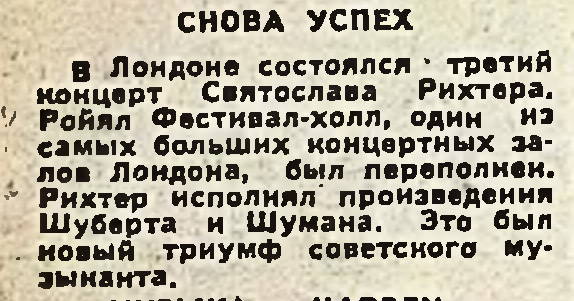 СНОВА УСПЕХ
В Лондоне состоялся третий
концерт Святослава Рихтера.
Ройял Фестивал-холл, один из
самых больших концертных за-
лов Лондона, был переполнен.
Рихтер исполнял произведения
Шуберта и Шумана. Это был
новый триумф советского му-
зыканта.